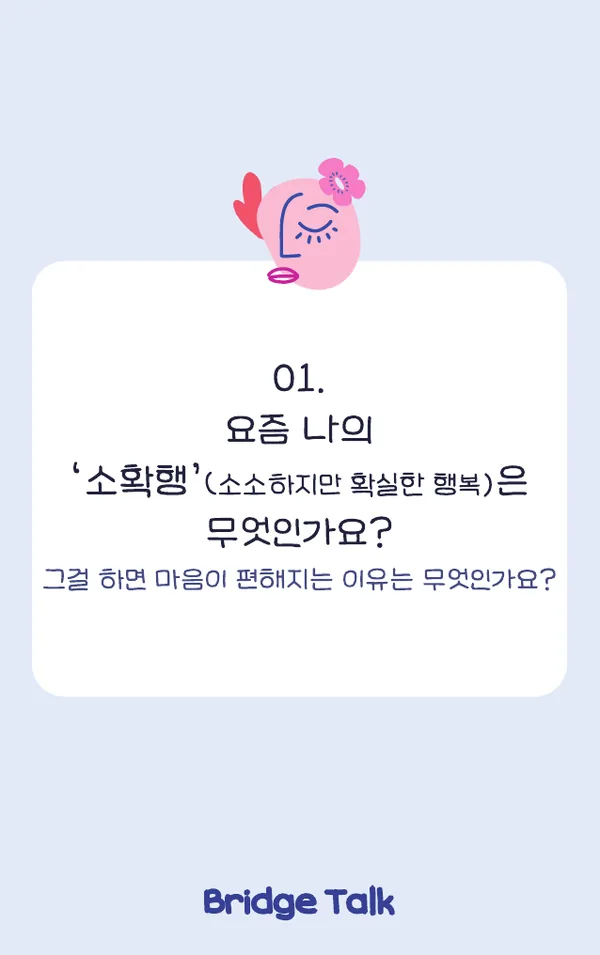 01.
요즘 나의
‘소확행’(소소하지만 확실한 행복)은
무엇인가요?
그걸 하면 마음이 편해지는 이유는 무엇인가요?
Bridge Talk